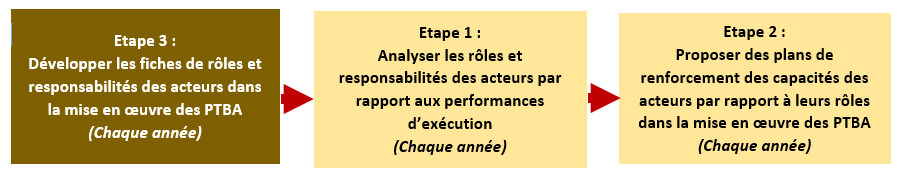 Etape 3 :
Développer les fiches de rôles et
responsabilités des acteurs dans
la mise en œuvre des PTBA
(Chaque année)
Etape 1 :
Analyser les rôles et
responsabilités des acteurs par
rapport aux performances
d’exécution
(Chaque année)
Etape 2 :
Proposer des plans de
renforcement des capacités des
acteurs par rapport à leurs rôles
dans la mise en œuvre des PTBA
(Chaque année)